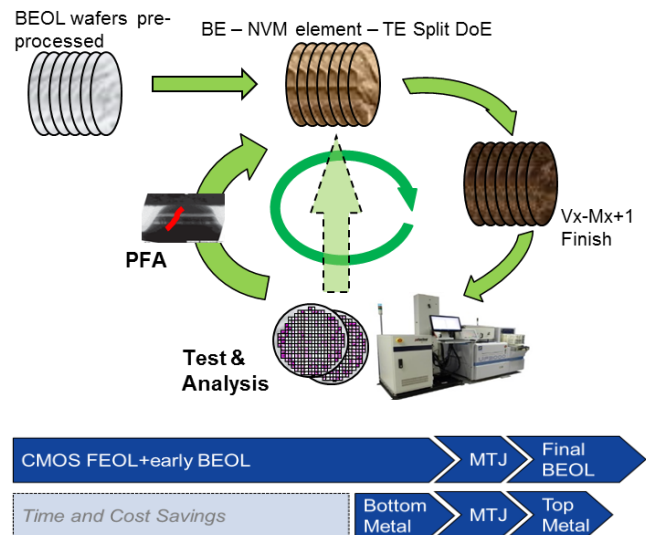 BEOL wafers pre-
processed
BE – NVM element – TE Split DoE
Vx-Mx+1
Finish
PFA
Test &
Analysis
CMOS FEOL+early BEOL
MTJ
Final
BEOL
Time and Cost Savings
Bottom
Metal
MTJ
Top
Metal